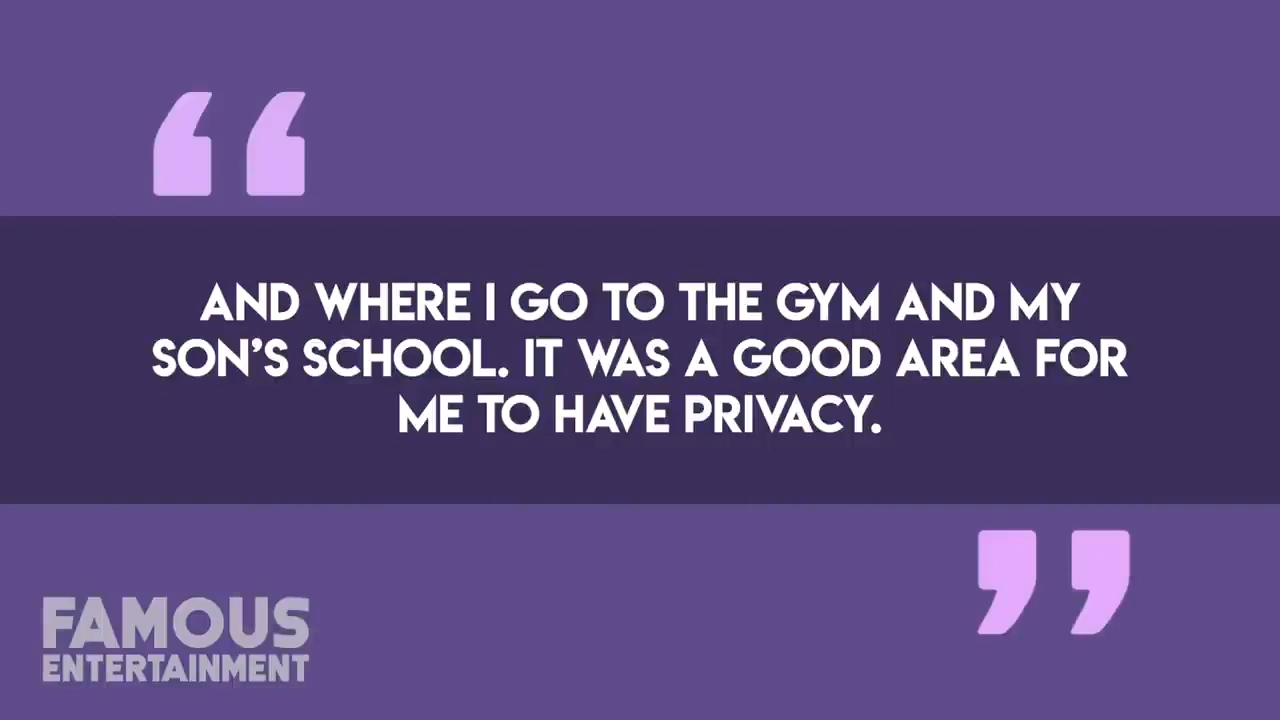 “
AND WHERE I GO TO THE GYM AND MY
SON’S SCHOOL. IT WAS A GOOD AREA FOR
ME TO HAVE PRIVACY.
”
FAMOUS
ENTERTAINMENT